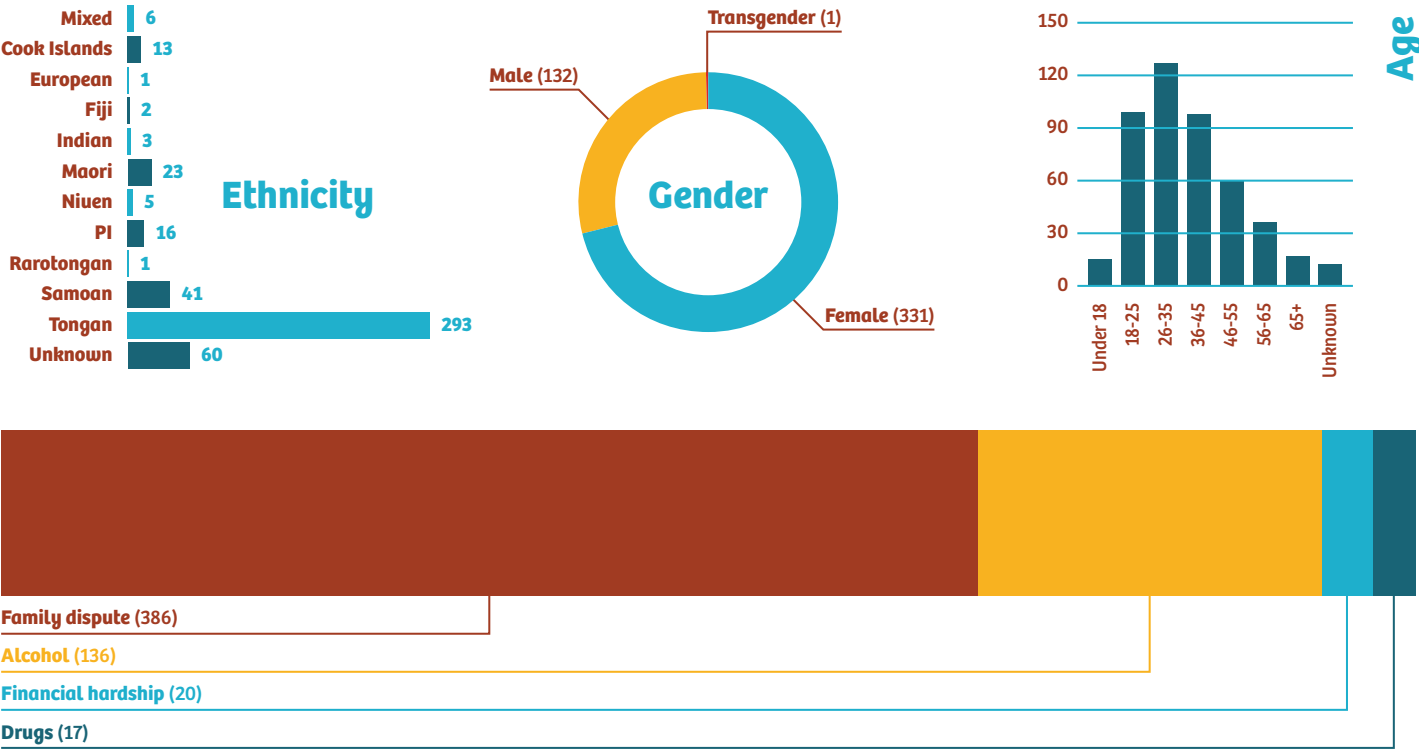 Mixed 6
Cook Islands 13
European 1
Fiji 2
Indian 3
Maori 23
Niuen 5
PI 16
Rarotongan 1
Samoan 41
Tongan 293
Unknown 60
Ethnicity
Transgender (1)
Male (132)
Gender
Female (331)
Age
150
120
90
60
30
0
Under 18
18-25
26-35
36-45
46-55
56-65
65+
Unknown
Family dispute (386)
Alcohol (136)
Financial hardship (20)
Drugs (17)